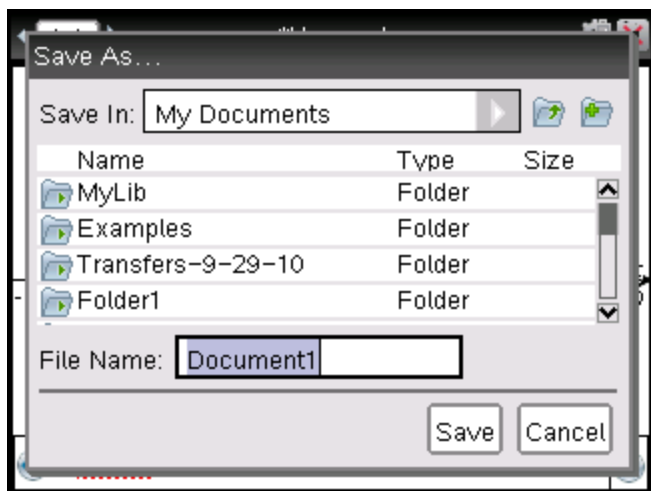 Save As...
Save In: My Documents
Name Type Size
MyLib Folder
Examples Folder
Transfers-9-29-10 Folder
Folder1 Folder
File Name: Document1
Save Cancel